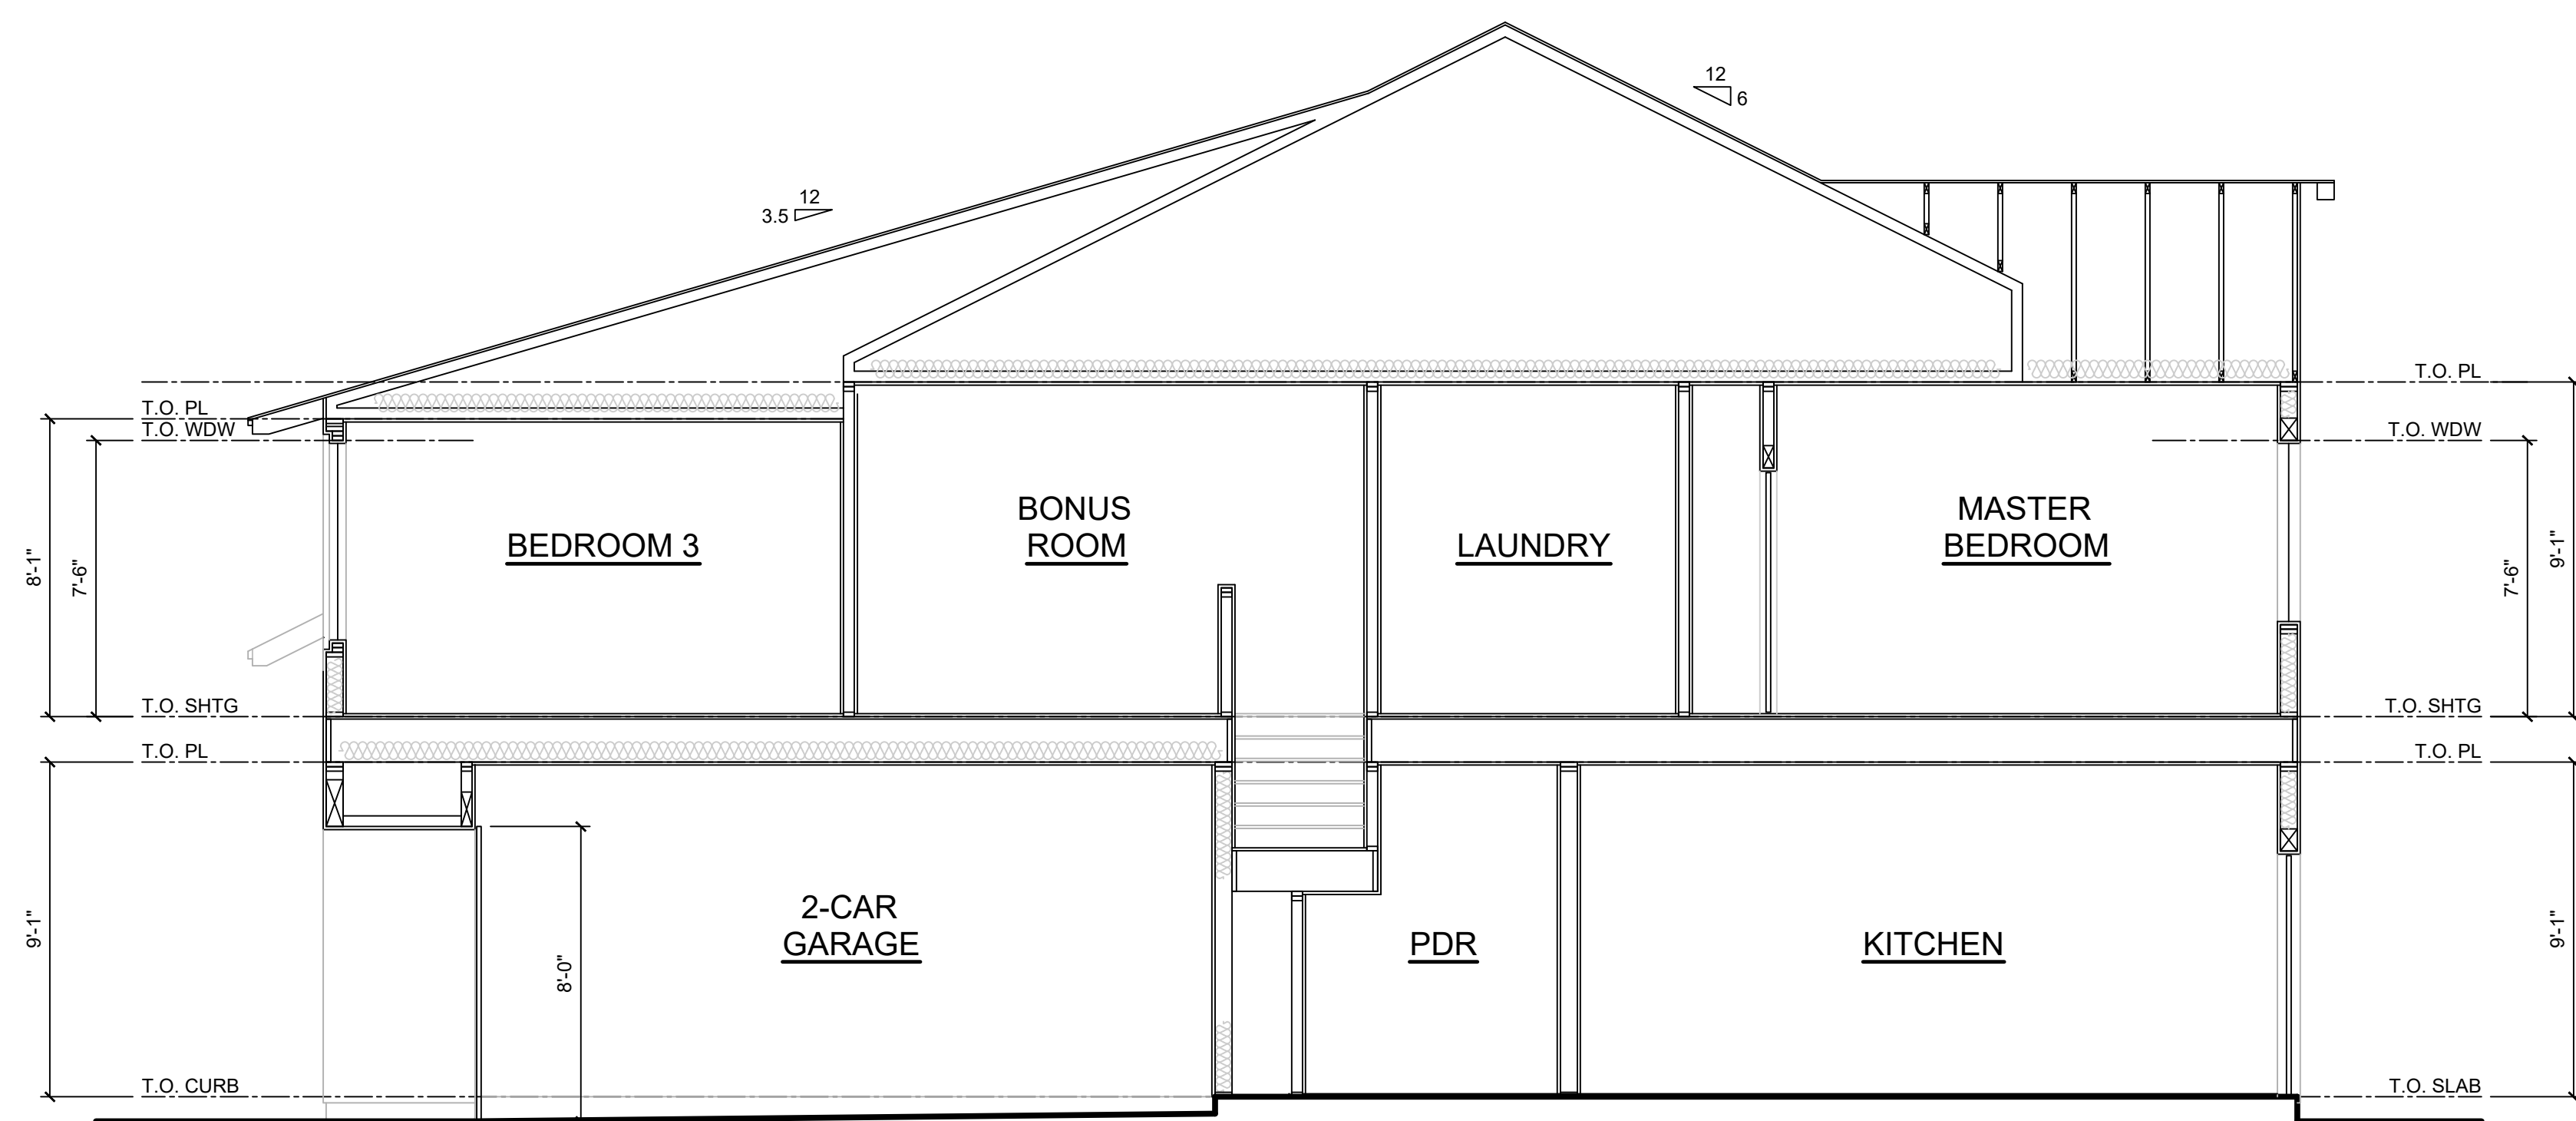 12
6
12
3.5
T.O. PL
T.O. PL
T.O. WDW
T.O. WDW
BONUS
ROOM
MASTER
BEDROOM
BEDROOM 3
LAUNDRY
8'-1"
7'-6"
7'-6"
9'-1"
T.O. SHTG
T.O. SHTG
T.O. PL
T.O. PL
2-CAR
GARAGE
PDR
KITCHEN
9'-1"
8'-0"
9'-1"
T.O. CURB
T.O. SLAB